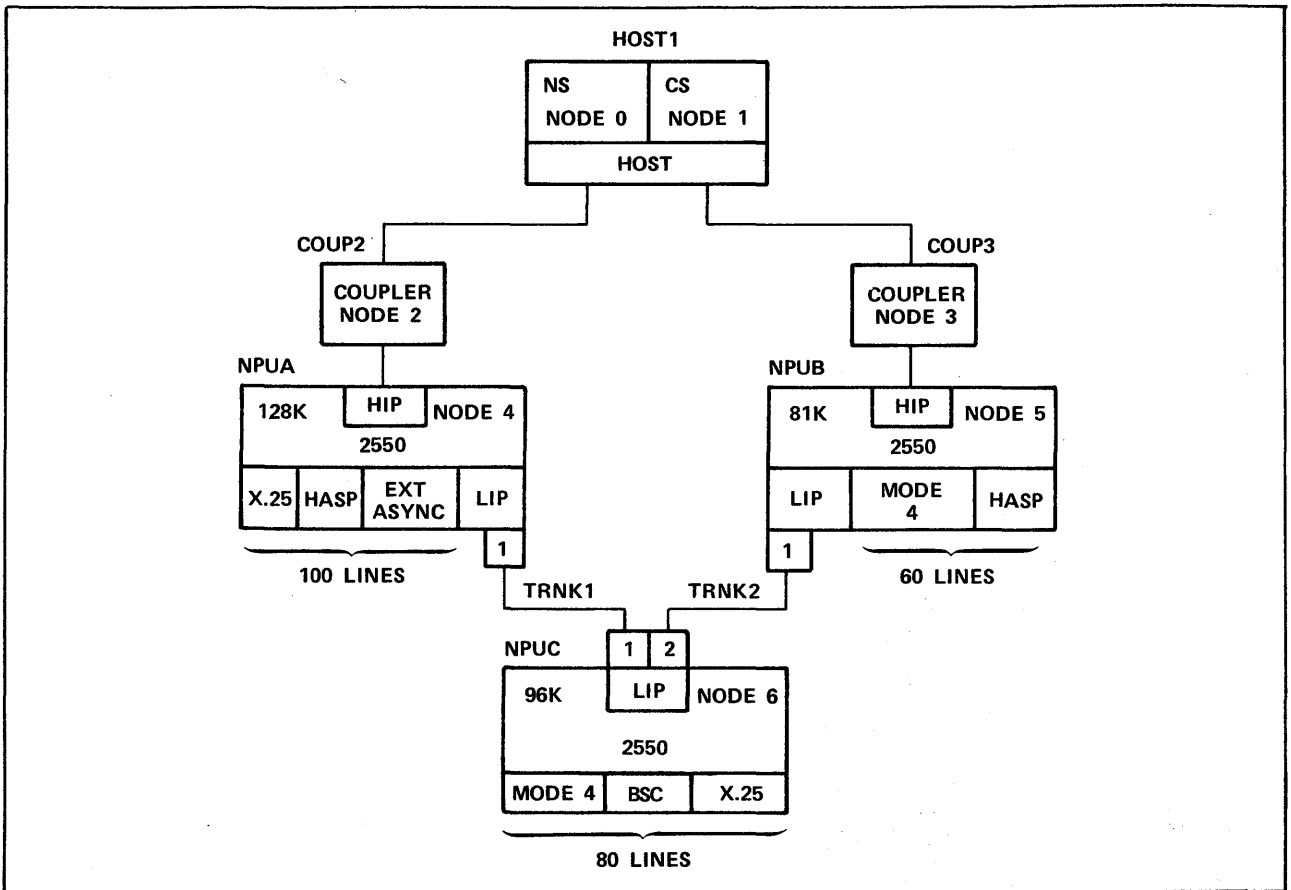 HOST1
NS
NODE 0
CS
NODE 1
HOST
COUP2
COUP3
COUPLER
NODE 2
COUPLER
NODE 3
NPUA
128K
HIP
NODE 4
2550
X.25
HASP
EXT
ASYNC
LIP
1
100 LINES
NPUB
81K
HIP
NODE 5
2550
LIP
MODE
4
HASP
1
60 LINES
TRNK1
TRNK2
NPUC
1
2
96K
LIP
NODE 6
2550
MODE 4
BSC
X.25
80 LINES